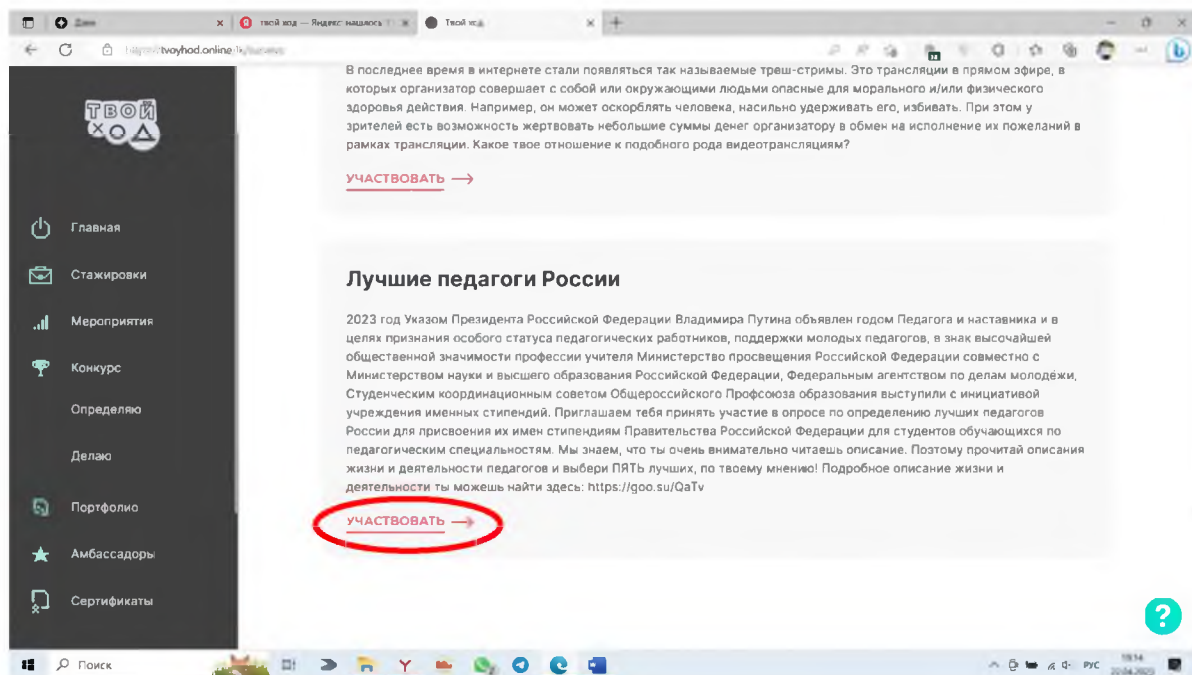 твой ход – Яндекс нашлось
Твой ход
tvoyhod.online
ТВОЙ
ХОД
Главная
Стажировки
Мероприятия
Конкурс
Определяю
Делаю
Портфолио
Амбассадоры
Сертификаты
В последнее время в интернете стали появляться так называемые треш-стримы. Это трансляции в прямом эфире, в
которых организатор совершает с собой или окружающими людьми опасные для морального и/или физического
здоровья действия. Например, он может оскорблять человека, насильно удерживать его, избивать. При этом у
зрителей есть возможность жертвовать небольшие суммы денег организатору в обмен на исполнение их пожеланий в
рамках трансляции. Какое твое отношение к подобного рода видеотрансляциям?
УЧАСТВОВАТЬ
Лучшие педагоги России
2023 год Указом Президента Российской Федерации Владимира Путина объявлен годом Педагога и наставника и в
целях признания особого статуса педагогических работников, поддержки молодых педагогов, в знак высочайшей
общественной значимости профессии учителя Министерство просвещения Российской Федерации совместно с
Министерством науки и высшего образования Российской Федерации, Федеральным агентством по делам молодёжи,
Студенческим координационным советом Общероссийского Профсоюза образования выступили с инициативой
учреждения именных стипендий. Приглашаем тебя принять участие в опросе по определению лучших педагогов
России для присвоения их имен стипендиям Правительства Российской Федерации для студентов обучающихся по
педагогическим специальностям. Мы знаем, что ты очень внимательно читаешь описание. Поэтому прочитай описания
жизни и деятельности педагогов и выбери ПЯТЬ лучших, по твоему мнению! Подробное описание жизни и
деятельности ты можешь найти здесь: https://goo.su/QaTv
УЧАСТВОВАТЬ
?
Поиск
РУС